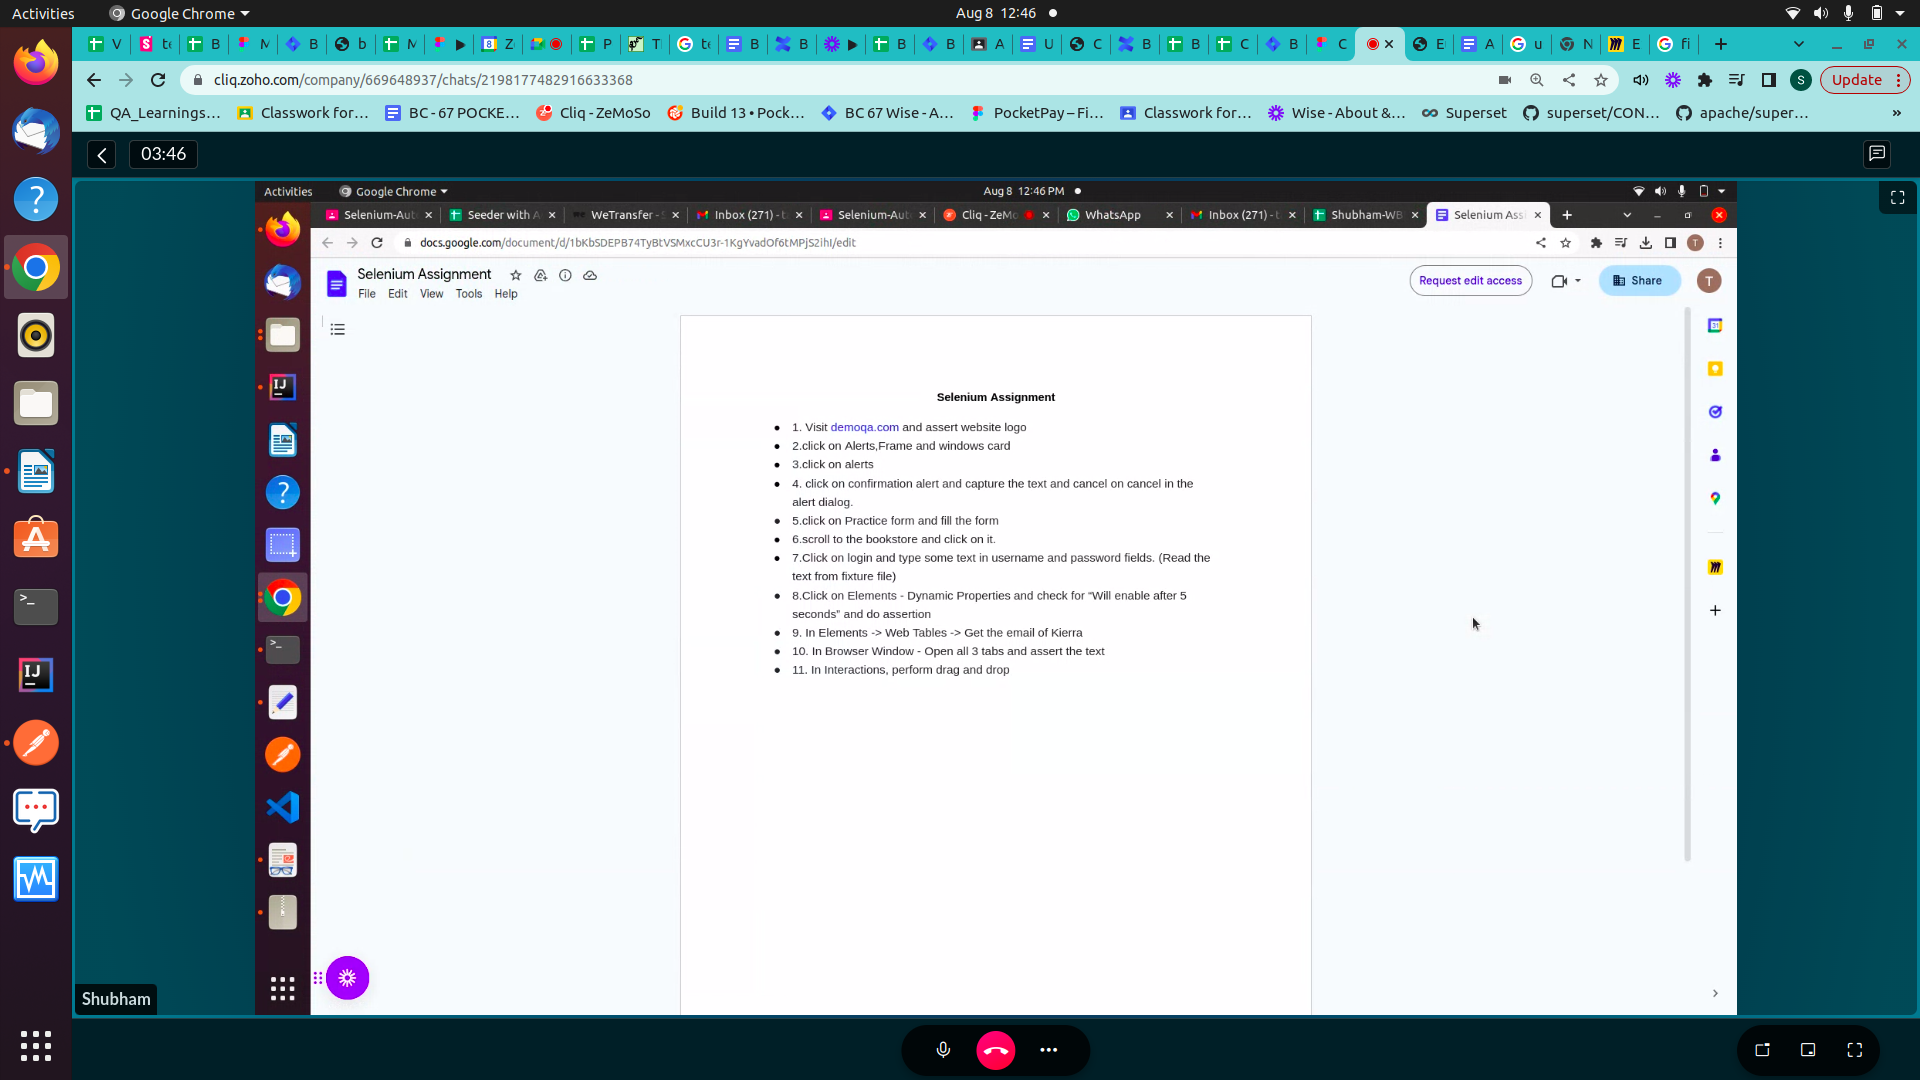 Activities Google Chrome Aug 8 12:46
V te B M B b M Z P T te B B B B A U C B B C B C E A u N E fi
cliq.zoho.com/company/669648937/chats/2198177482916633368 S Update
QA_Learnings... Classwork for... BC - 67 POCKE... Cliq - ZeMoSo Build 13 • Pock... BC 67 Wise - A... PocketPay – Fi... Classwork for... Wise - About &... Superset superset/CON... apache/super... »
03:46
Activities Google Chrome Aug 8 12:46 PM
Selenium-Aut Seeder with A WeTransfer - S Inbox (271) - t Selenium-Aut Cliq - ZeMo WhatsApp Inbox (271) - t Shubham-WB Selenium Ass
docs.google.com/document/d/1bKbSDEPB74TyBtVSMxcCU3r-1KgYvadOf6tMPjS2ihI/edit T
Selenium Assignment
File Edit View Tools Help
Request edit access Share T
Selenium Assignment
● 1. Visit demoqa.com and assert website logo
● 2.click on Alerts,Frame and windows card
● 3.click on alerts
● 4. click on confirmation alert and capture the text and cancel on cancel in the
alert dialog.
● 5.click on Practice form and fill the form
● 6.scroll to the bookstore and click on it.
● 7.Click on login and type some text in username and password fields. (Read the
text from fixture file)
● 8.Click on Elements - Dynamic Properties and check for “Will enable after 5
seconds” and do assertion
● 9. In Elements -> Web Tables -> Get the email of Kierra
● 10. In Browser Window - Open all 3 tabs and assert the text
● 11. In Interactions, perform drag and drop
Shubham